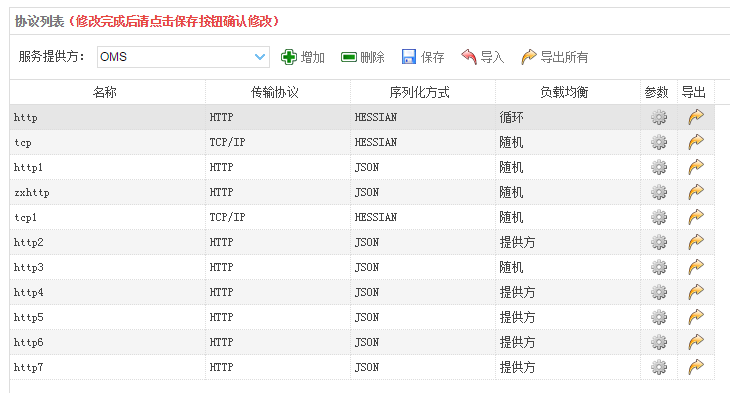 协议列表（修改完成后请点击保存按钮确认修改）
服务提供方： OMS 增加 删除 保存 导入 导出所有
名称 传输协议 序列化方式 负载均衡 参数 导出
http HTTP HESSIAN 循环
tcp TCP/IP HESSIAN 随机
http1 HTTP JSON 随机
zxhttp HTTP JSON 随机
tcp1 TCP/IP HESSIAN 随机
http2 HTTP JSON 提供方
http3 HTTP JSON 随机
http4 HTTP JSON 提供方
http5 HTTP JSON 提供方
http6 HTTP JSON 提供方
http7 HTTP JSON 提供方